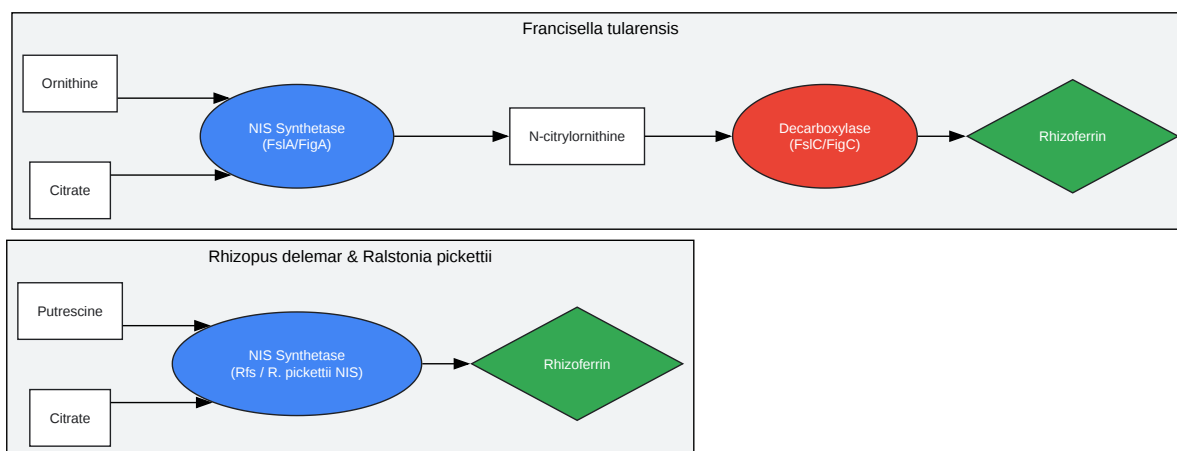 Francisella tularensis
Ornithine
Citrate
NIS Synthetase
(FslA/FigA)
N-citrylornithine
Decarboxylase
(FslC/FigC)
Rhizoferrin
Rhizopus delemar & Ralstonia pickettii
Putrescine
Citrate
NIS Synthetase
(Rfs / R. pickettii NIS)
Rhizoferrin